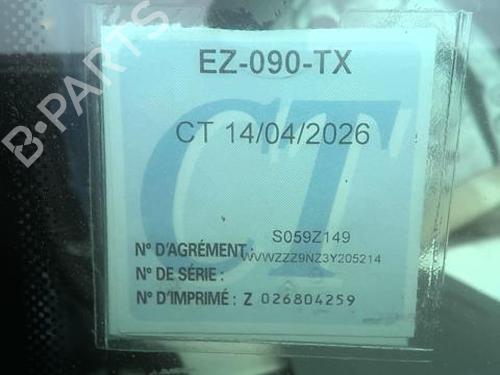 B-PARTS
EZ-090-TX
CT 14/04/2026
CT
N° D'AGRÉMENT : S059Z149
N° DE SÉRIE : WVWZZZ9NZ3Y205214
N° D'IMPRIMÉ : Z 026804259